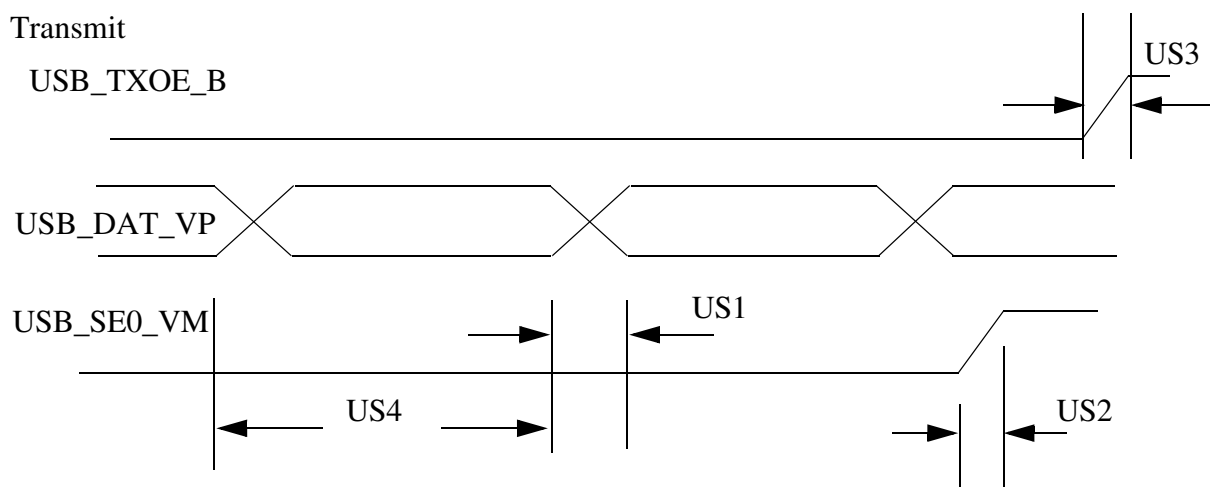 Transmit
US3
USB_TXOE_B
USB_DAT_VP
US1
USB_SE0_VM
US4
US2